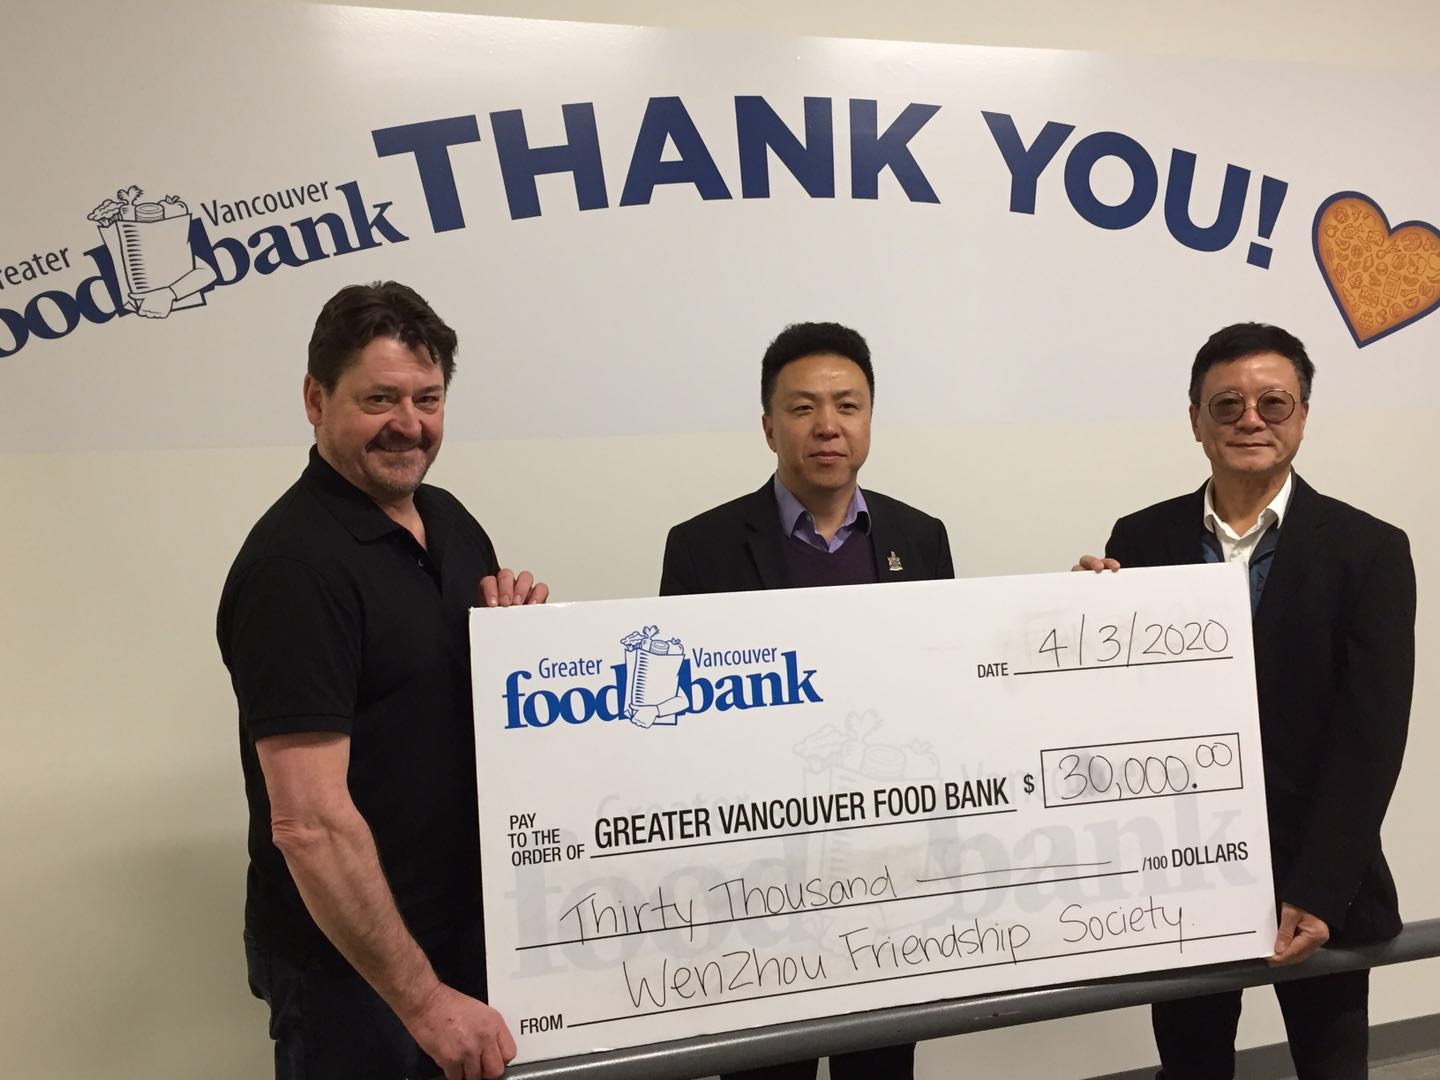 Greater Vancouver
food bank
THANK YOU!
Greater Vancouver
food bank
DATE 4/3/2020
PAY
TO THE
ORDER OF GREATER VANCOUVER FOOD BANK $ 30,000.00
Thirty Thousand /100 DOLLARS
FROM WenZhou Friendship Society.